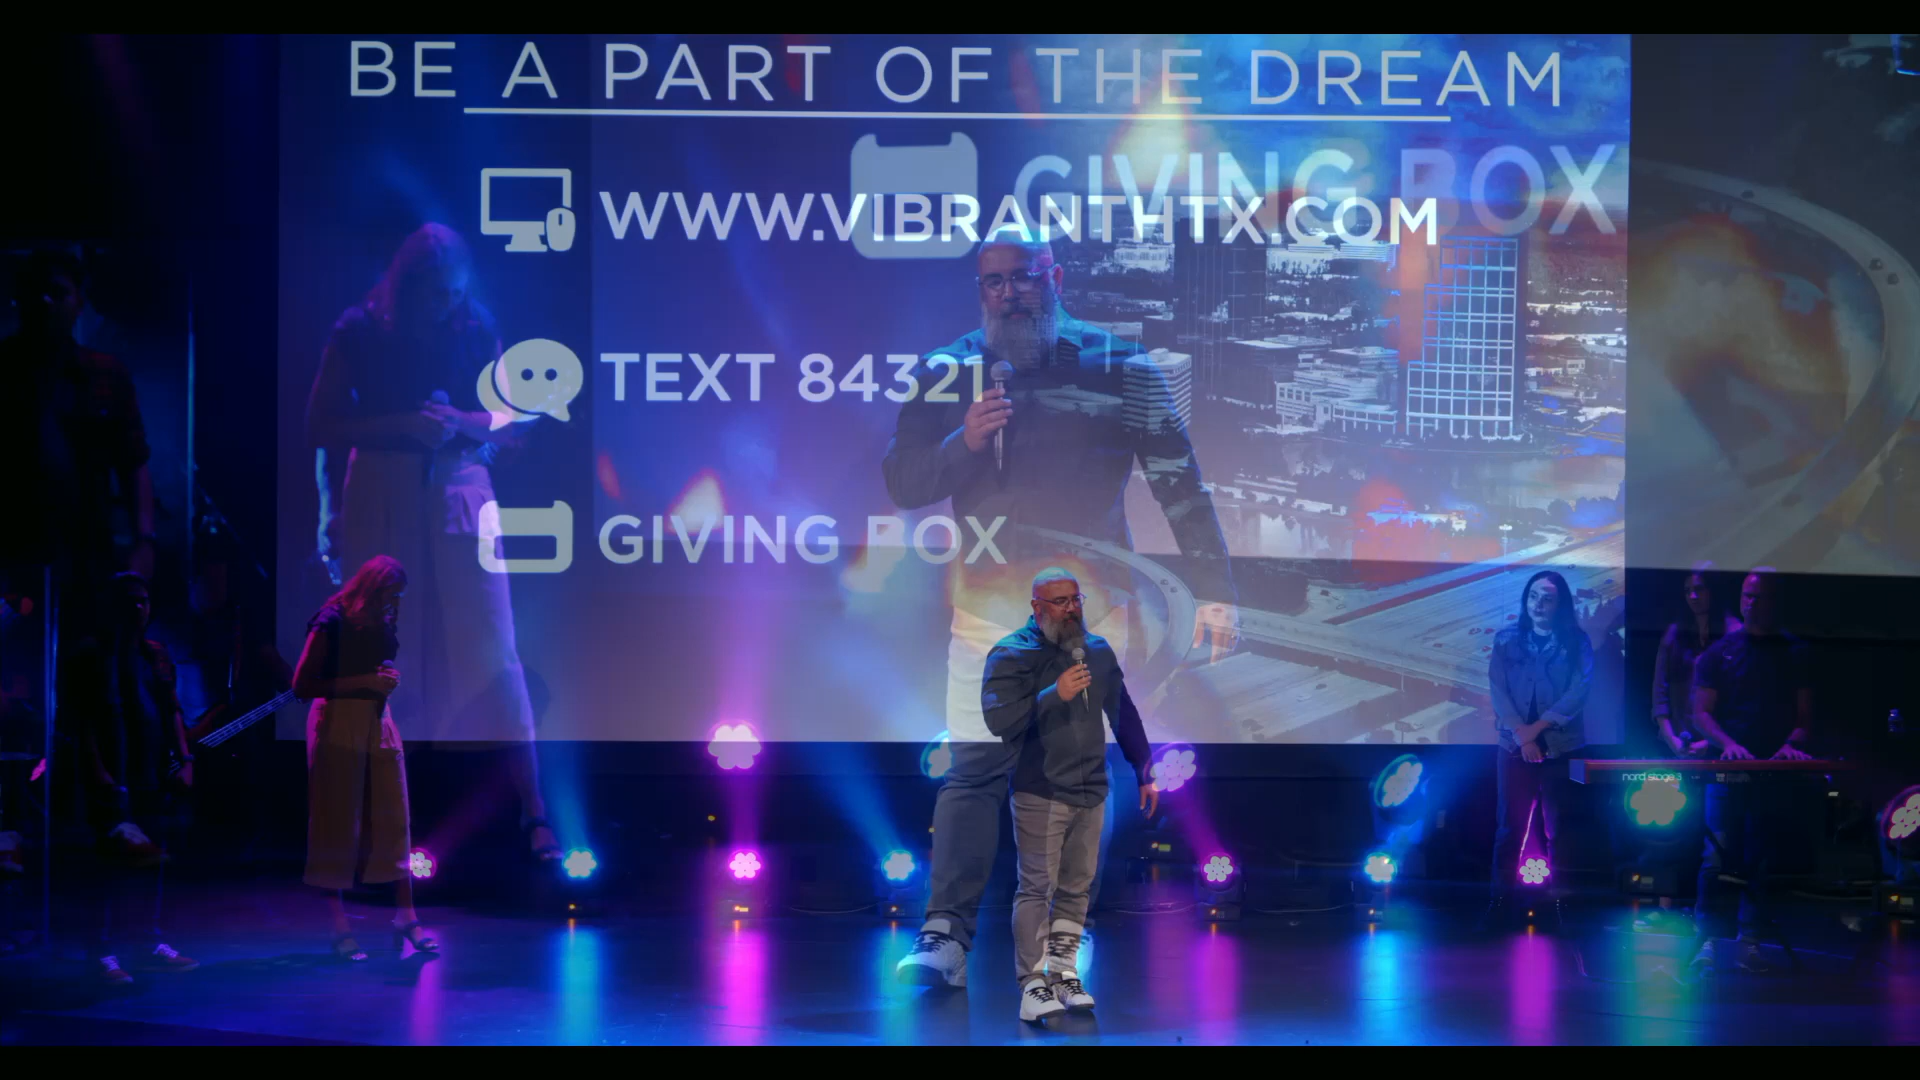 BE A PART OF THE DREAM
GIVING BOX
WWW.VIBRANTHTX.COM
TEXT 84321
GIVING BOX
nord stage 3